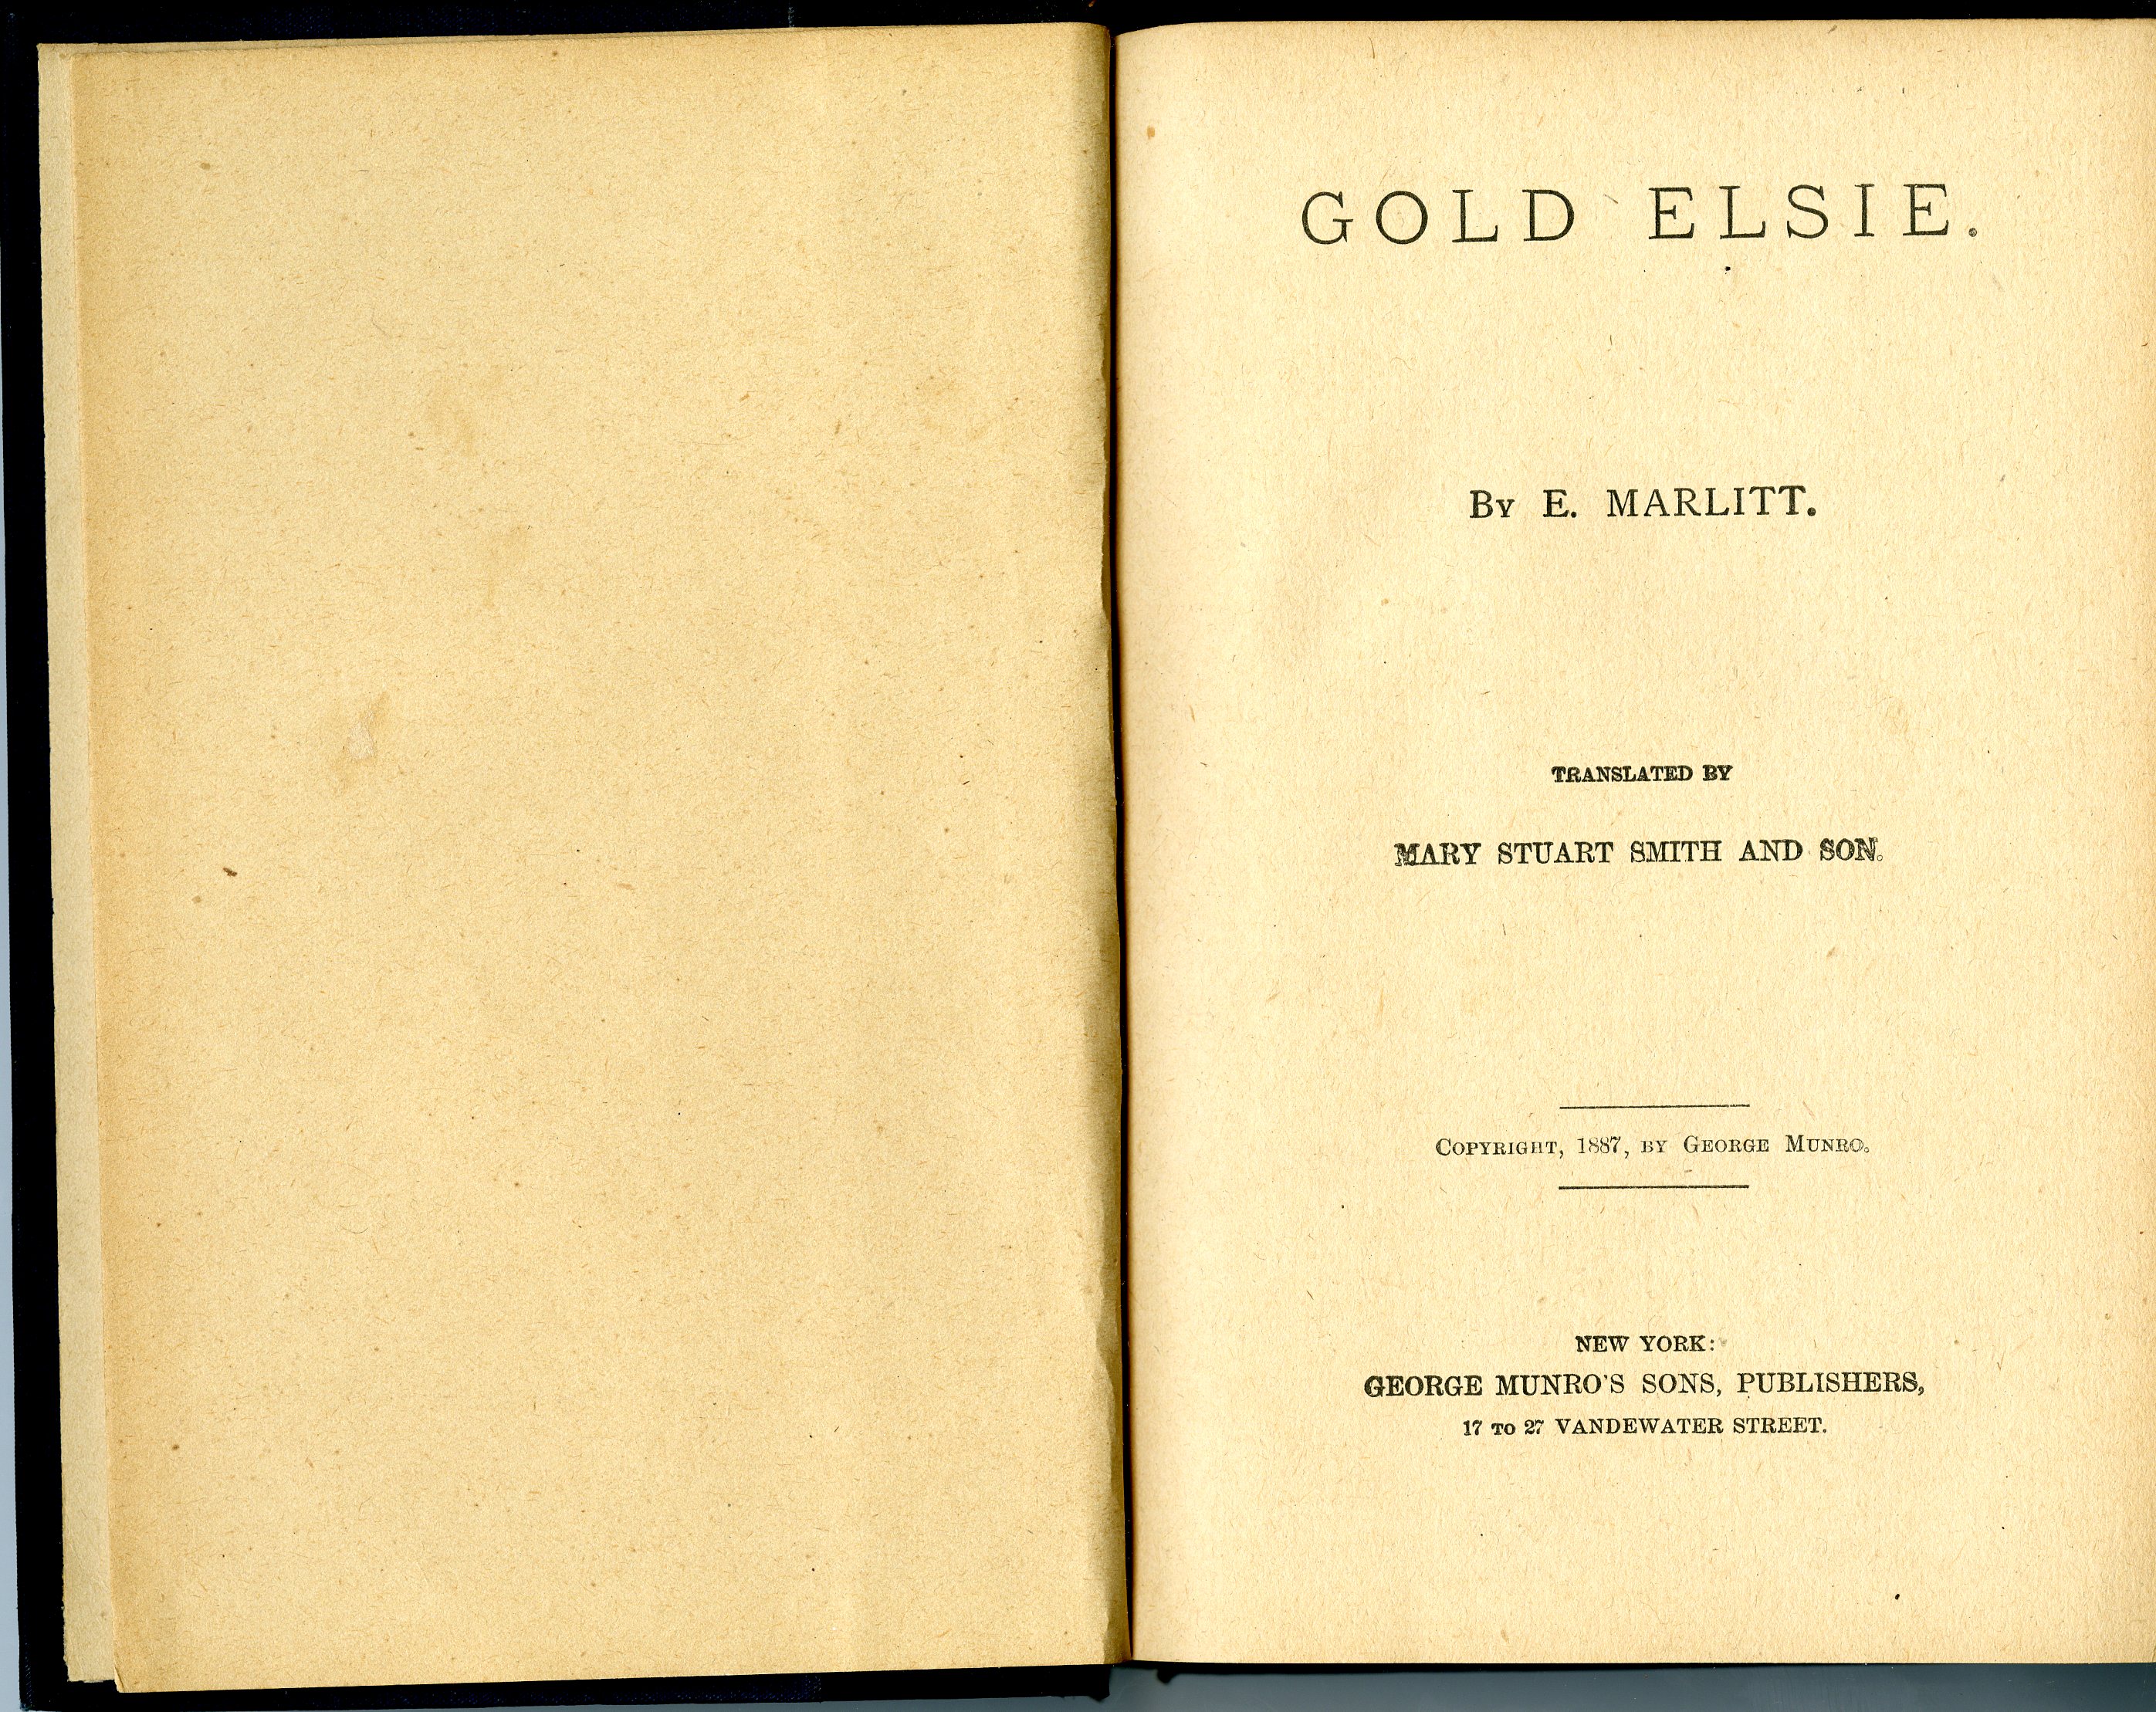 GOLD ELSIE.
By E. MARLITT.
TRANSLATED BY
MARY STUART SMITH AND SON.
Copyright, 1887, by George Munro.
NEW YORK:
GEORGE MUNRO'S SONS, PUBLISHERS,
17 to 27 VANDEWATER STREET.